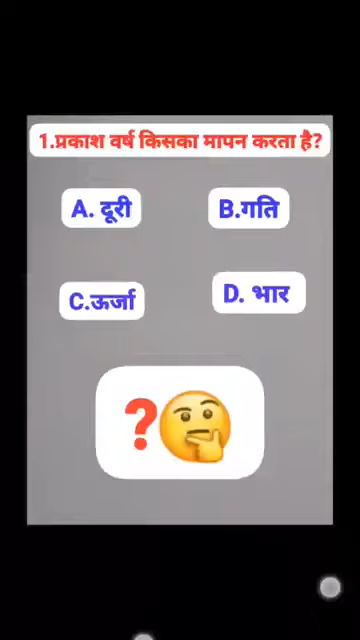 1.प्रकाश वर्ष किसका मापन करता है?
A. दूरी
B.गति
C.ऊर्जा
D. भार
?